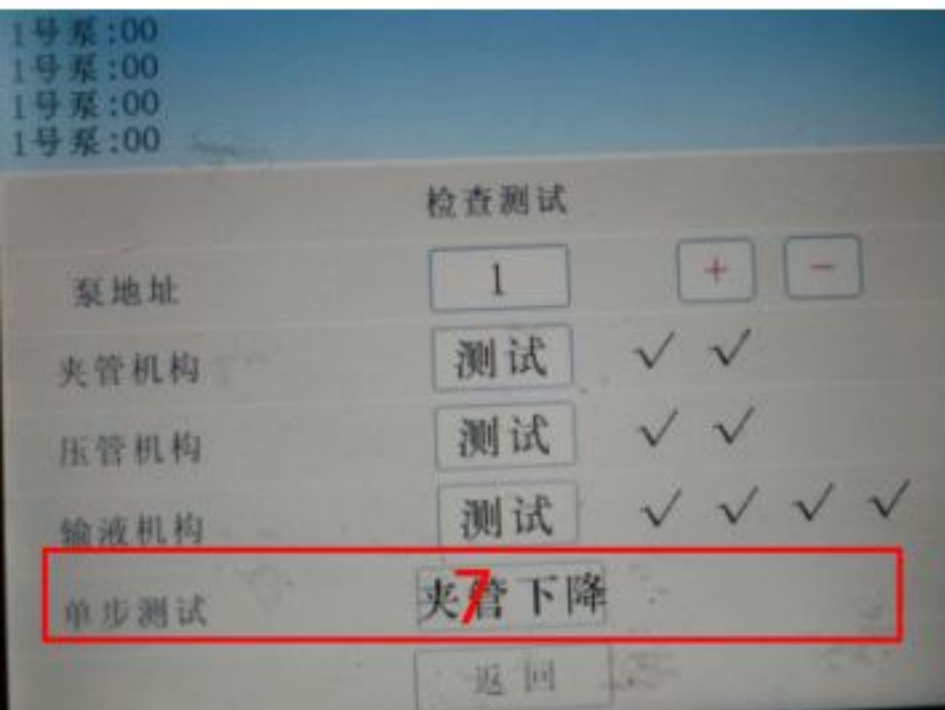 1号泵:00
1号泵:00
1号泵:00
1号泵:00
检查测试
泵地址 1 + -
夹管机构 测试 √ √
压管机构 测试 √ √
输液机构 测试 √ √ √ √
单步测试 夹管下降
7
返回